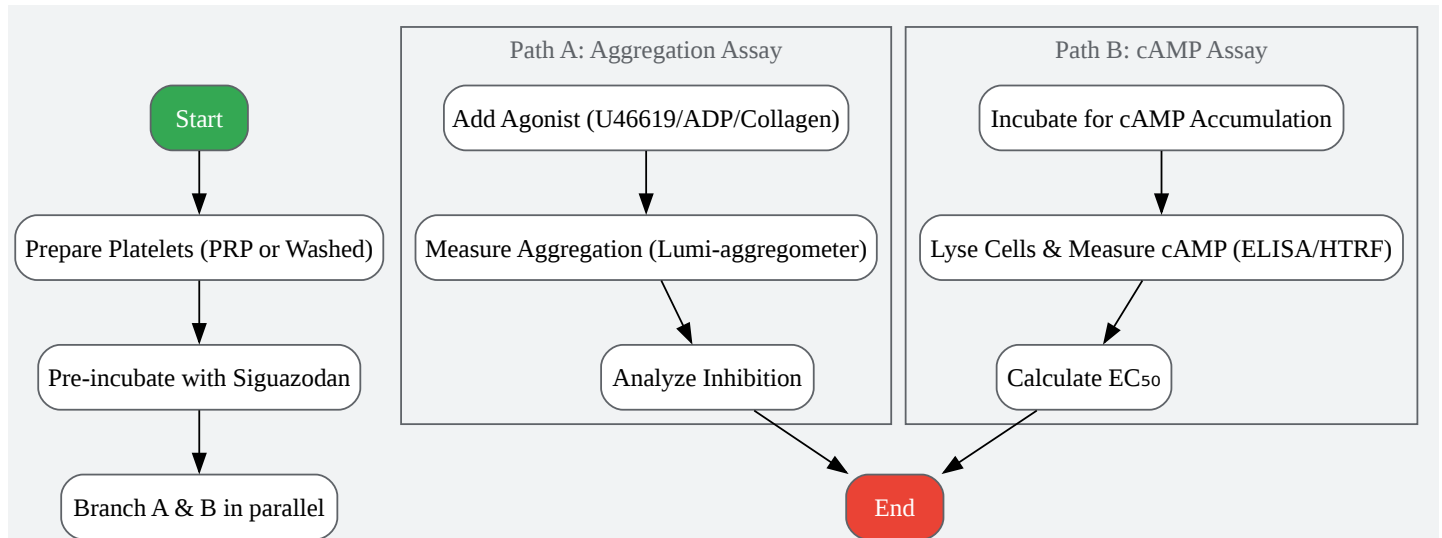 Start
Prepare Platelets (PRP or Washed)
Pre-incubate with Siguazodan
Branch A & B in parallel
Path A: Aggregation Assay
Add Agonist (U46619/ADP/Collagen)
Measure Aggregation (Lumi-aggregometer)
Analyze Inhibition
Path B: cAMP Assay
Incubate for cAMP Accumulation
Lyse Cells & Measure cAMP (ELISA/HTRF)
Calculate EC₅₀
End